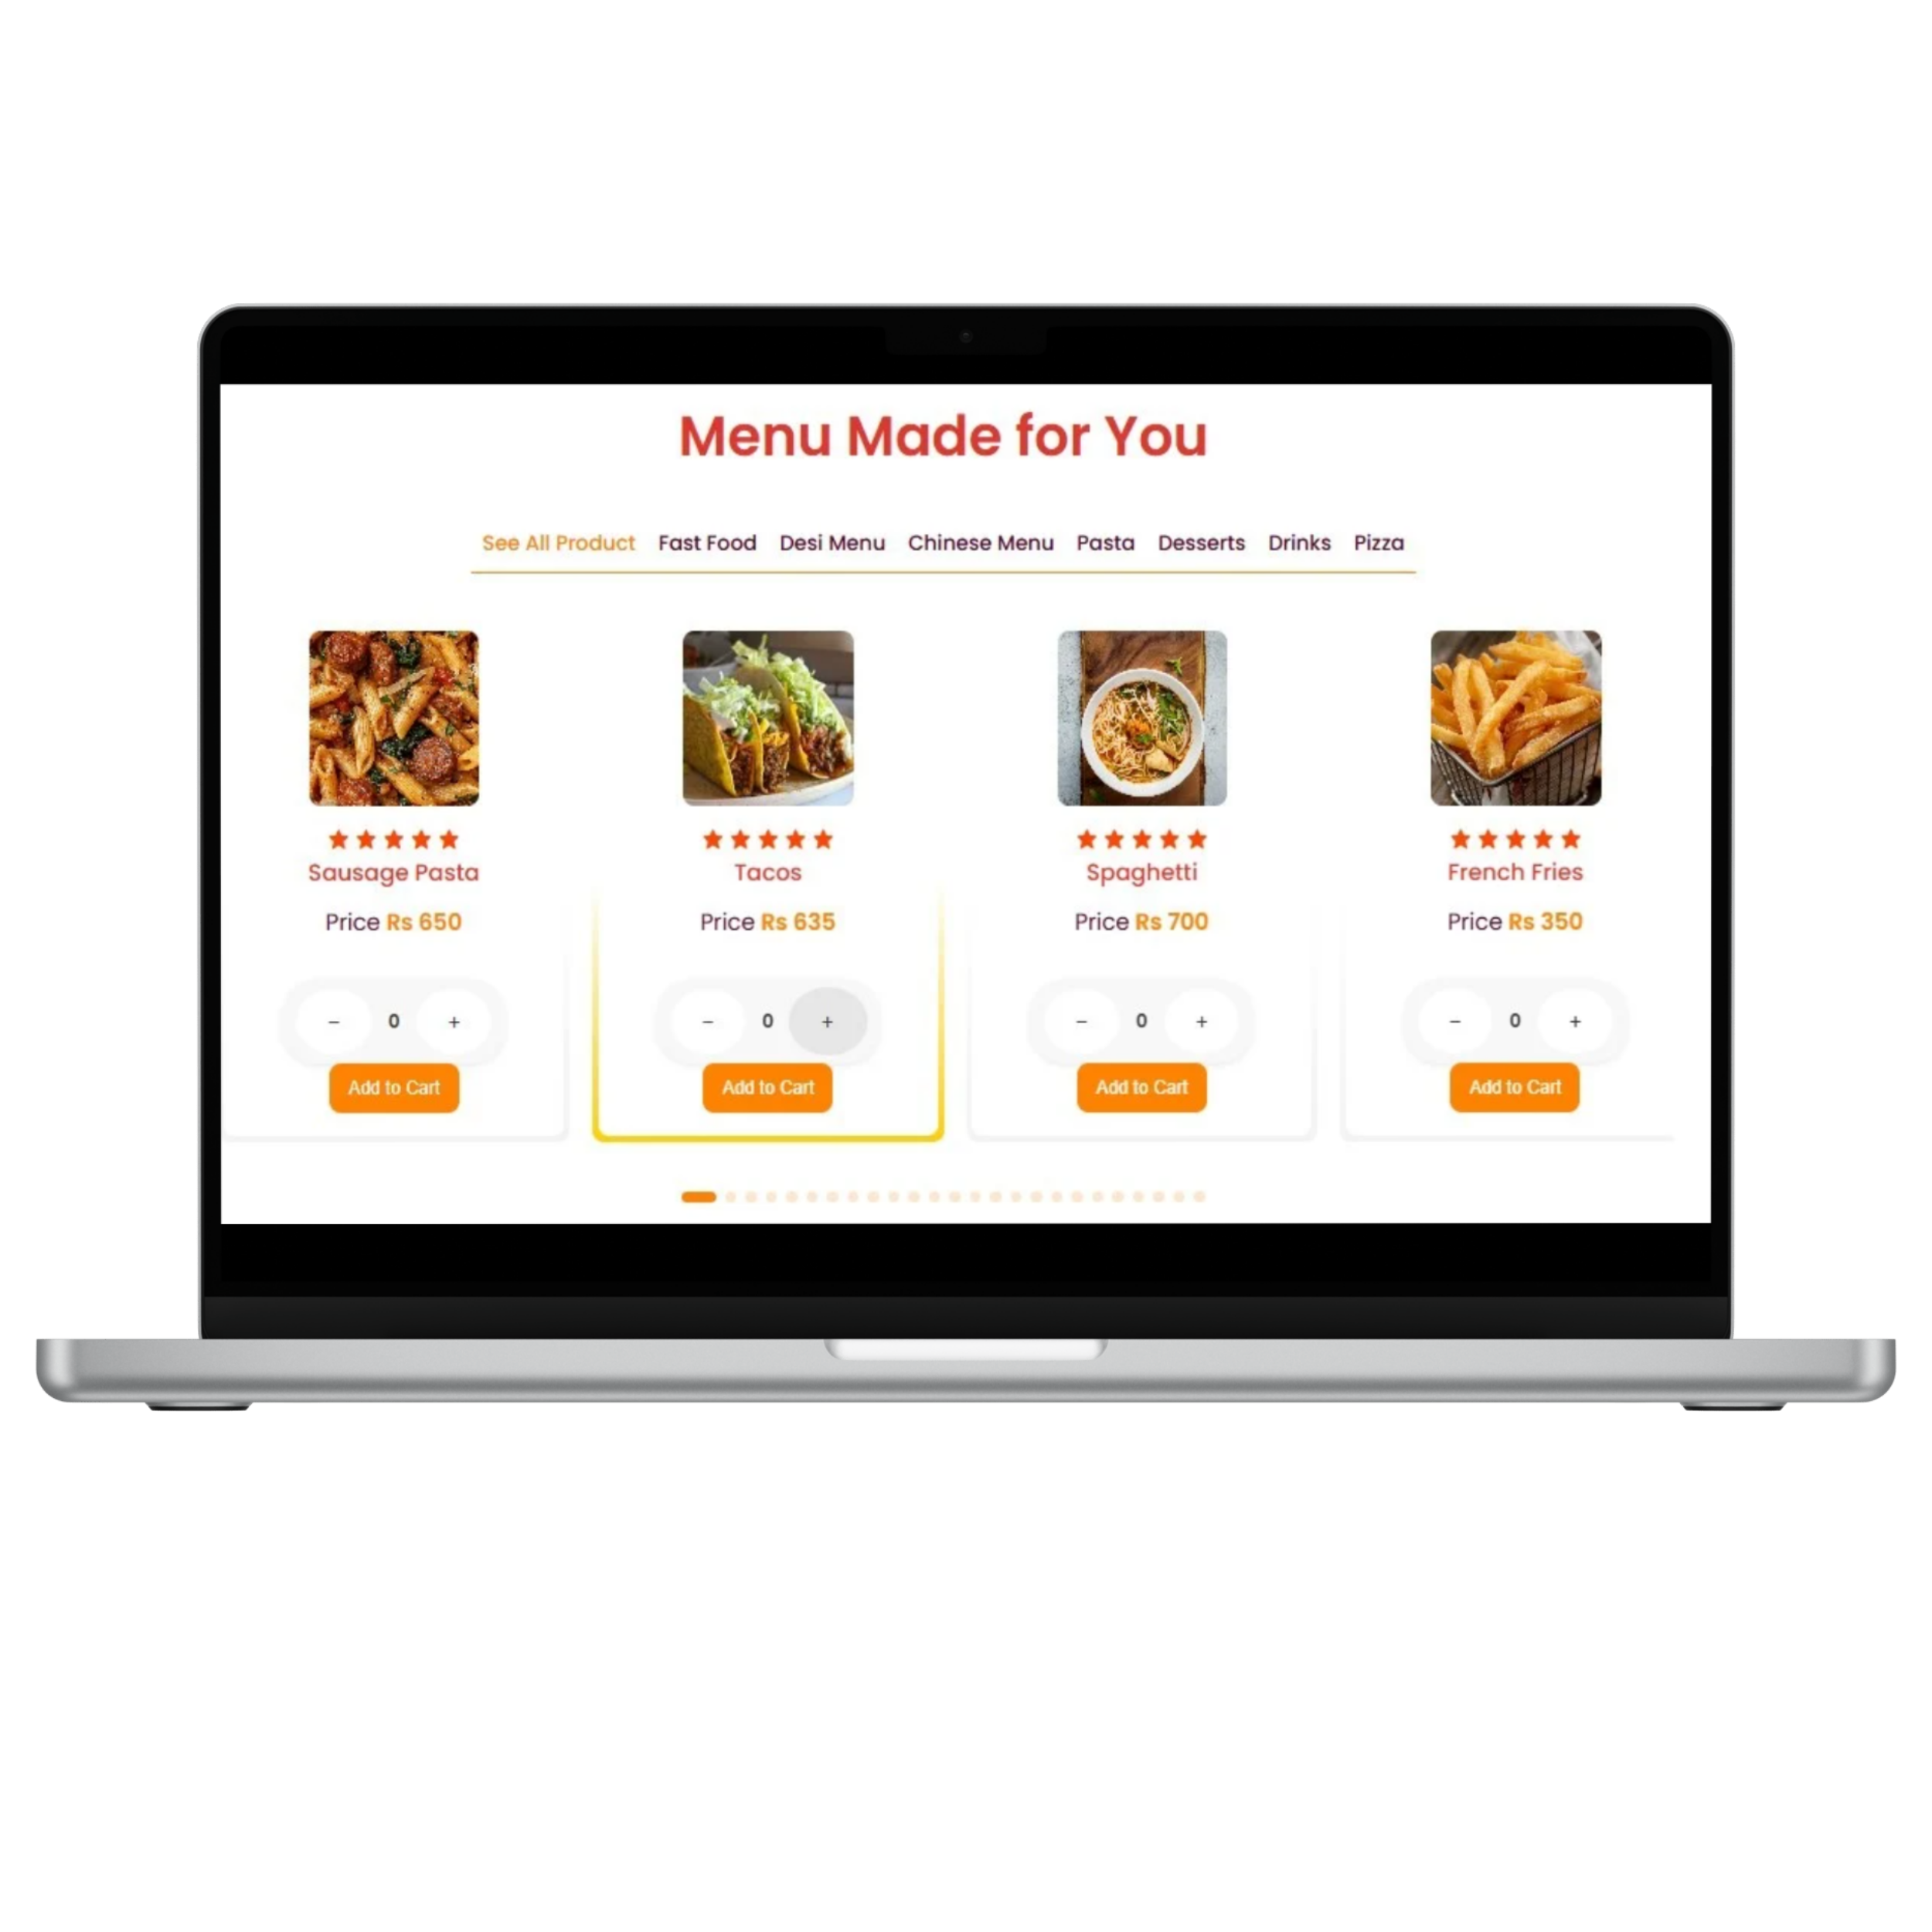 Menu Made for You
See All Product Fast Food Desi Menu Chinese Menu Pasta Desserts Drinks Pizza
Sausage Pasta Tacos Spaghetti French Fries
Price Rs 650 Price Rs 635 Price Rs 700 Price Rs 350
− 0 + − 0 + − 0 + − 0 +
Add to Cart Add to Cart Add to Cart Add to Cart